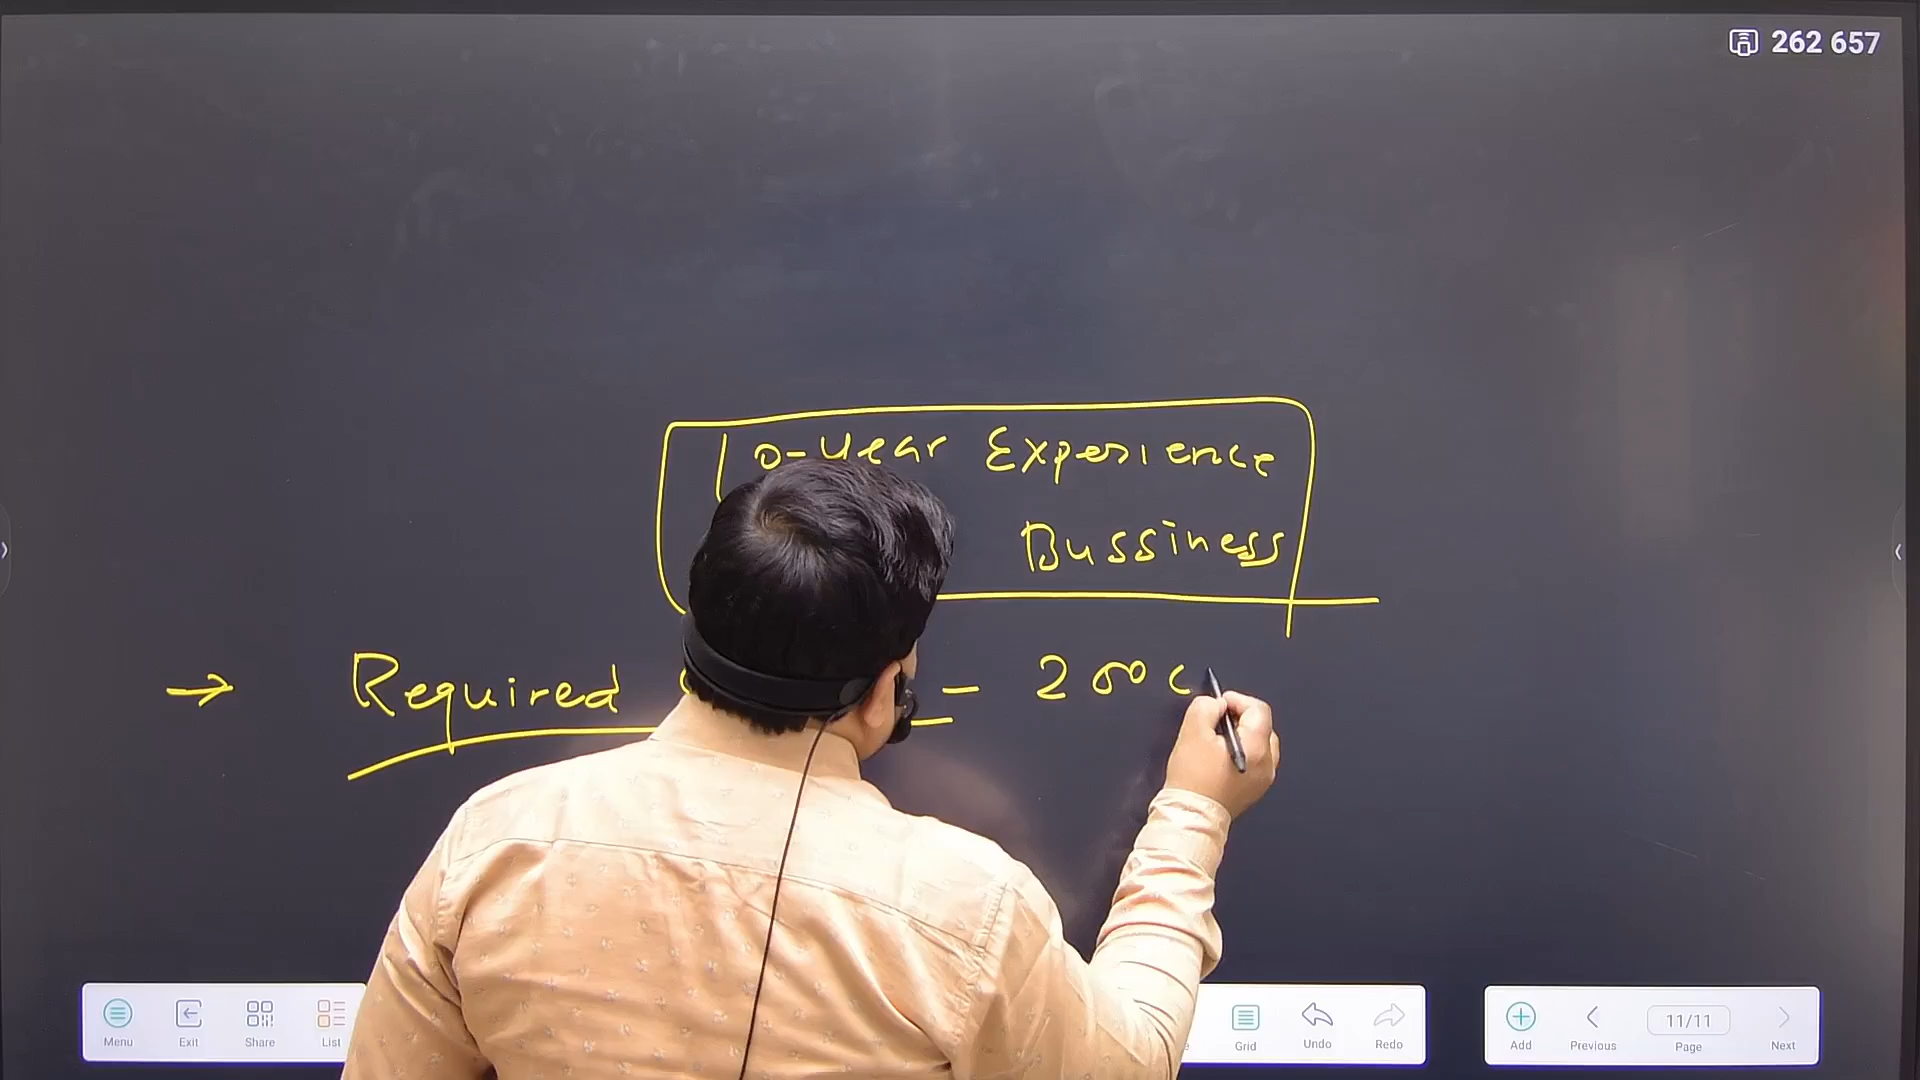 262 657
10-year Experience
Bussiness
→ Required - 200 c
Menu Exit Share List Grid Undo Redo Add Previous 11/11 Page Next